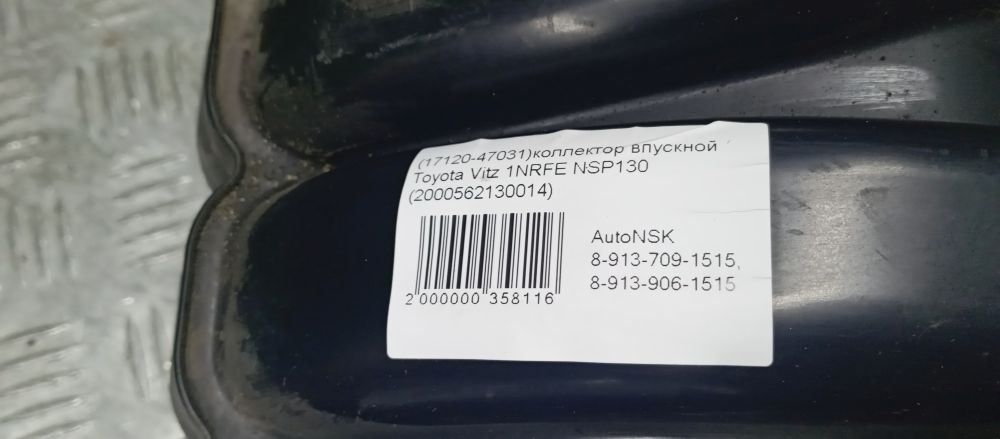 (17120-47031)коллектор впускной
Toyota Vitz 1NRFE NSP130
(2000562130014)
AutoNSK
8-913-709-1515,
8-913-906-1515
2 000000 358116